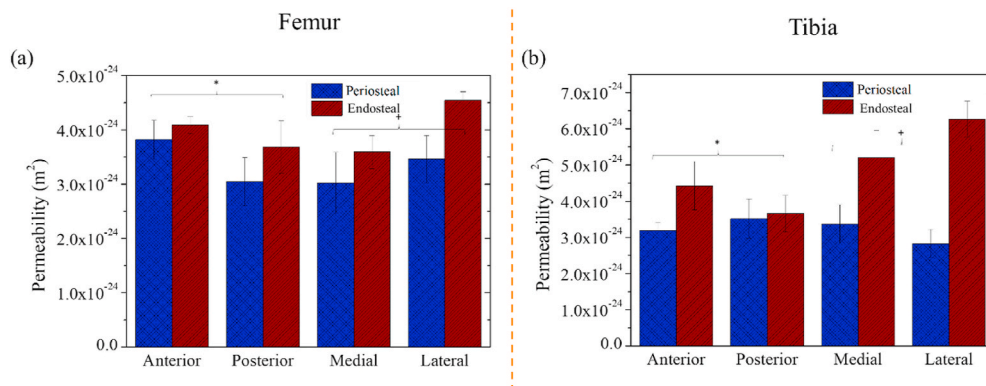 Femur
Tibia
(a)
(b)
Permeability (m²)
5.0x10⁻²⁴
4.0x10⁻²⁴
3.0x10⁻²⁴
2.0x10⁻²⁴
1.0x10⁻²⁴
0.0
Periosteal
Endosteal
*
+
Anterior Posterior Medial Lateral
Permeability (m²)
7.0x10⁻²⁴
6.0x10⁻²⁴
5.0x10⁻²⁴
4.0x10⁻²⁴
3.0x10⁻²⁴
2.0x10⁻²⁴
1.0x10⁻²⁴
0.0
Periosteal
Endosteal
*
+
Anterior Posterior Medial Lateral